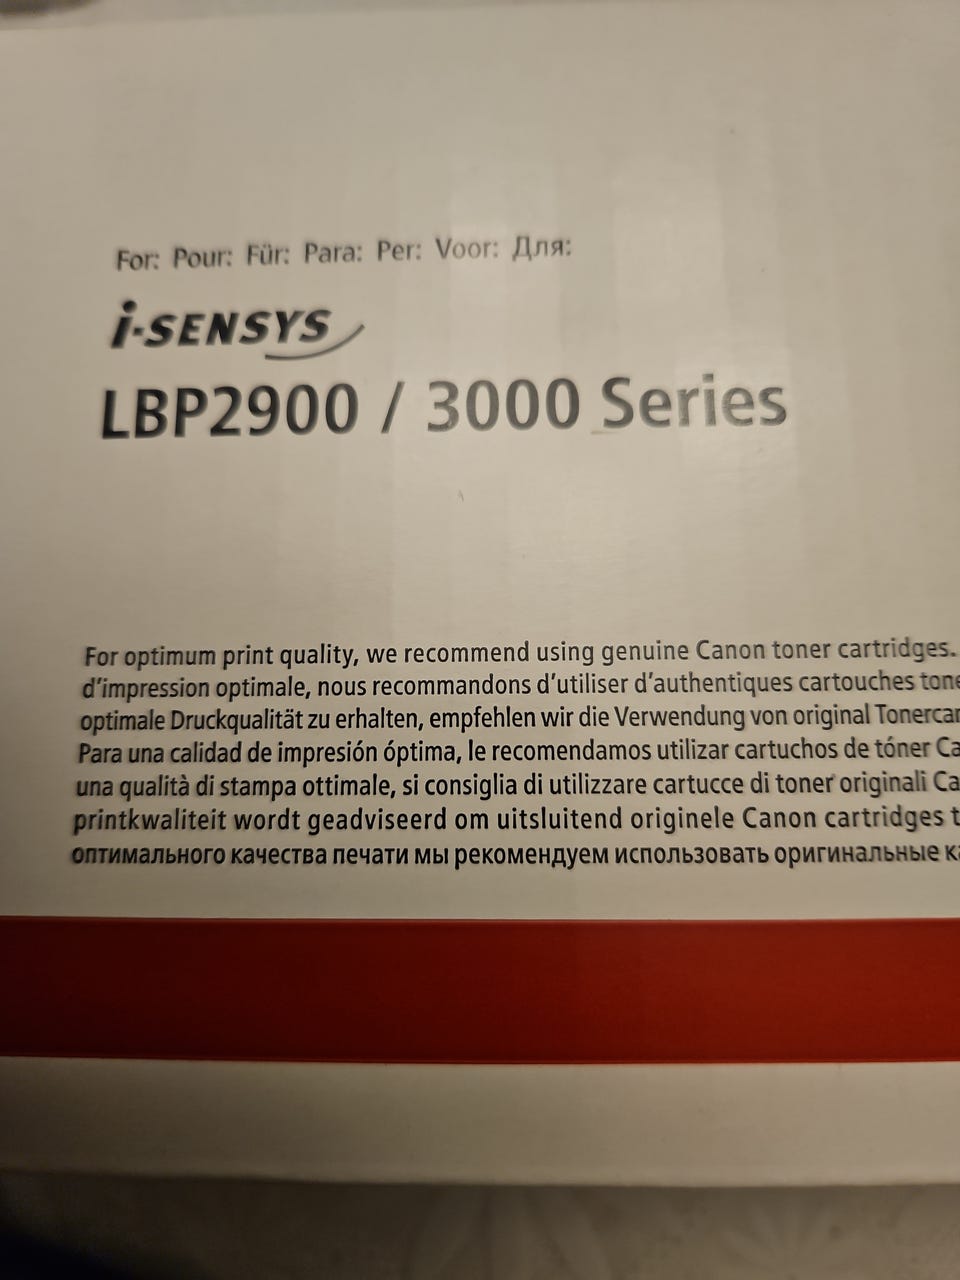 For: Pour: Für: Para: Per: Voor: Для:
i-SENSYS
LBP2900 / 3000 Series
For optimum print quality, we recommend using genuine Canon toner cartridges.
d'impression optimale, nous recommandons d'utiliser d'authentiques cartouches
optimale Druckqualität zu erhalten, empfehlen wir die Verwendung von original
Para una calidad de impresión óptima, le recomendamos utilizar cartuchos de tóner
una qualità di stampa ottimale, si consiglia di utilizzare cartucce di toner originali
printkwaliteit wordt geadviseerd om uitsluitend originele Canon cartridges
оптимального качества печати мы рекомендуем использовать оригинальные